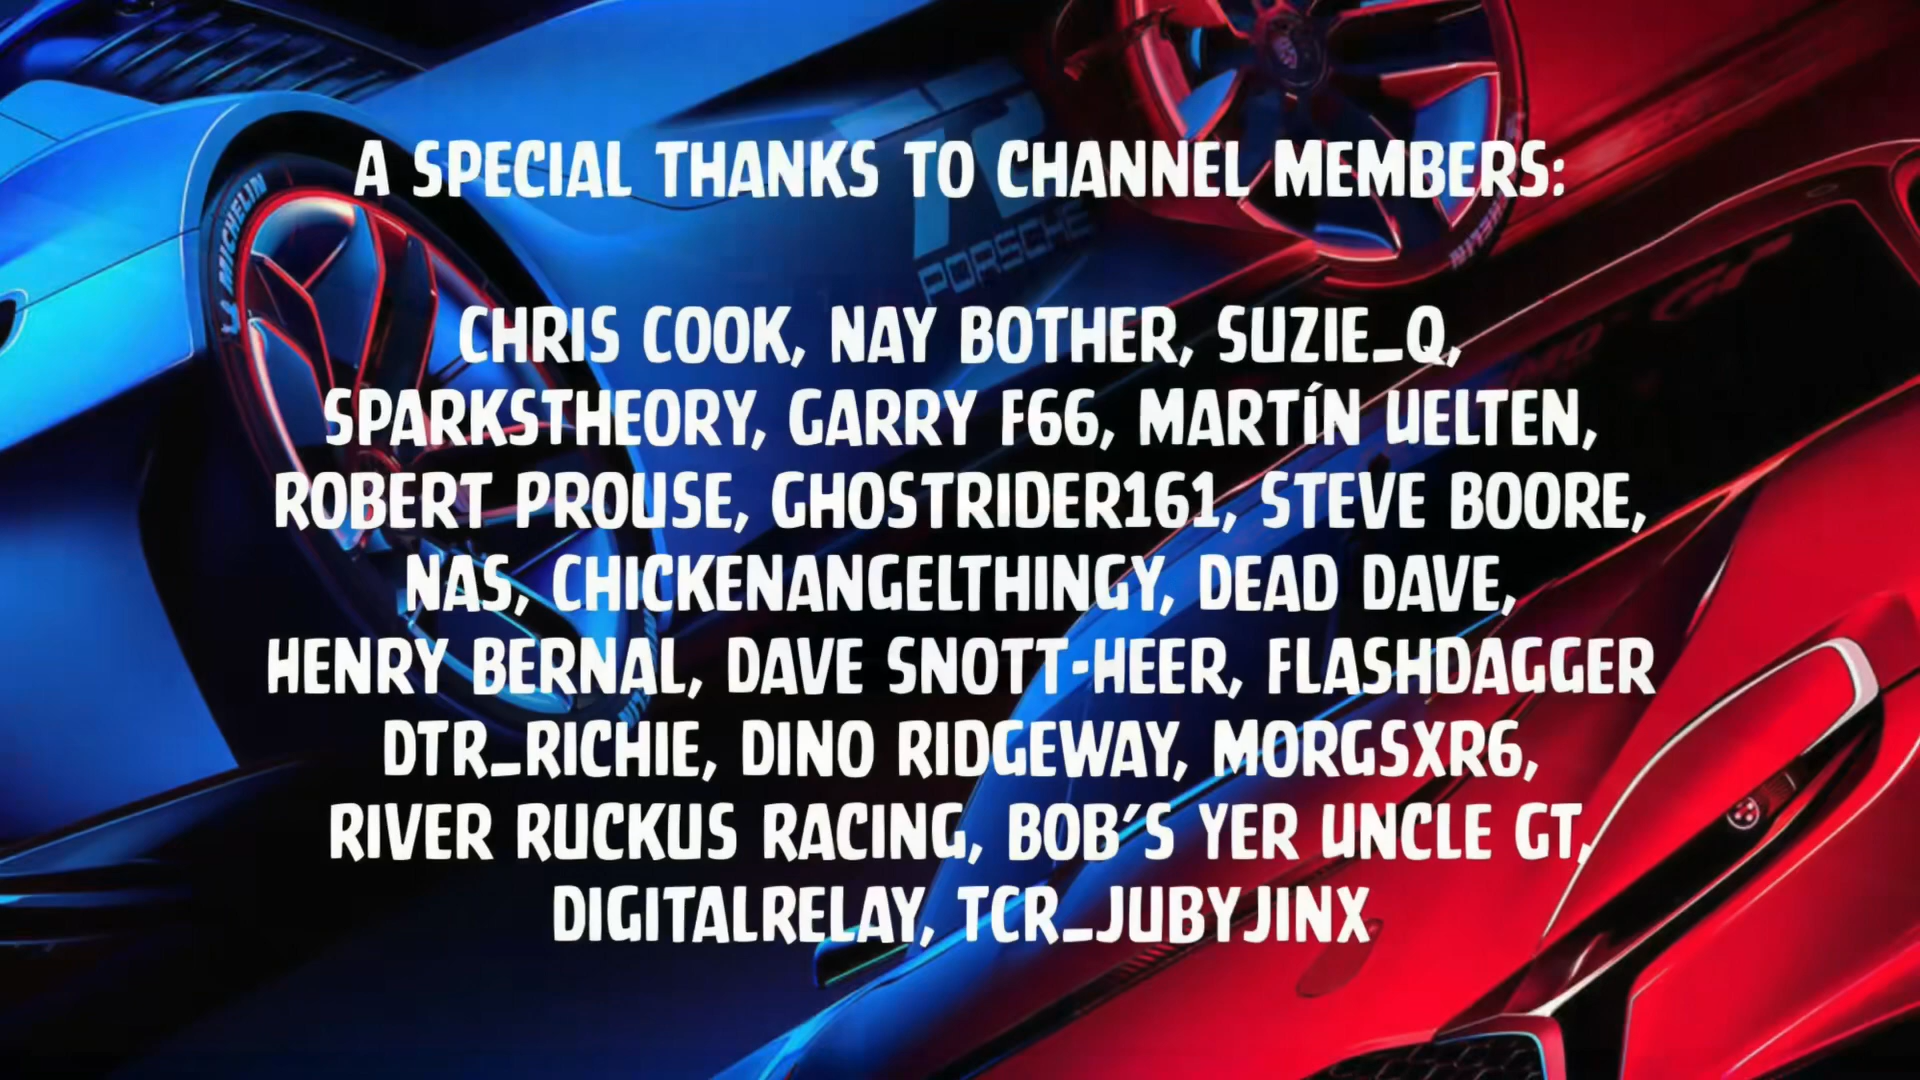 A SPECIAL THANKS TO CHANNEL MEMBERS:
CHRIS COOK, NAY BOTHER, SUZIE_Q,
SPARKSTHEORY, GARRY F66, MARTÍN UELTEN,
ROBERT PROUSE, GHOSTRIDER161, STEVE BOORE,
NAS, CHICKENANGELTHINGY, DEAD DAVE,
HENRY BERNAL, DAVE SNOTT-HEER, FLASHDAGGER
DTR_RICHIE, DINO RIDGEWAY, MORGSXR6,
RIVER RUCKUS RACING, BOB'S YER UNCLE GT,
DIGITALRELAY, TCR_JUBYJINX
PORSCHE
MICHELIN